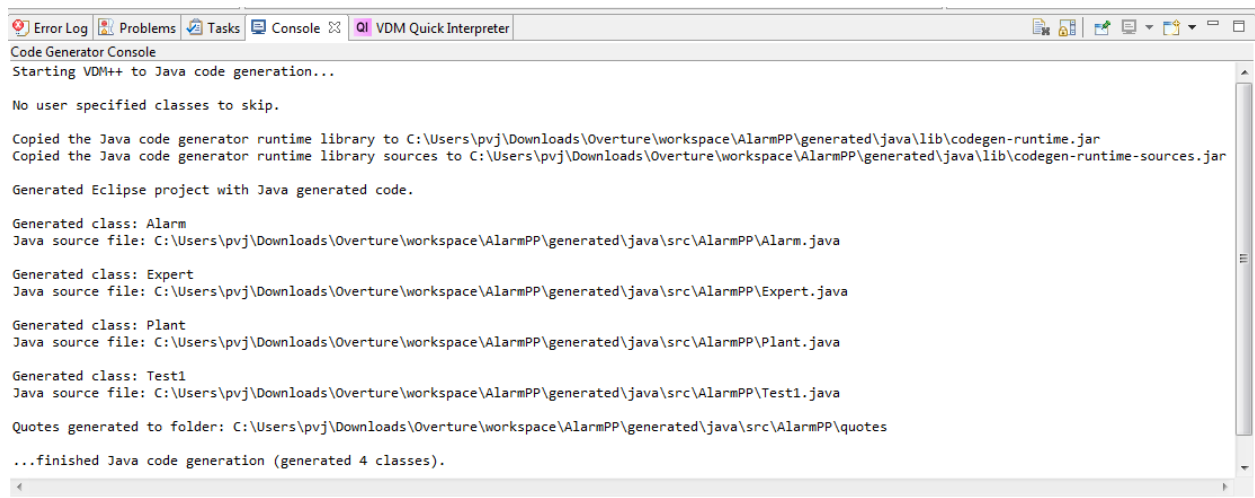 Error Log Problems Tasks Console QI VDM Quick Interpreter
Code Generator Console
Starting VDM++ to Java code generation...
No user specified classes to skip.
Copied the Java code generator runtime library to C:\Users\pvj\Downloads\Overture\workspace\AlarmPP\generated\java\lib\codegen-runtime.jar
Copied the Java code generator runtime library sources to C:\Users\pvj\Downloads\Overture\workspace\AlarmPP\generated\java\lib\codegen-runtime-sources.jar
Generated Eclipse project with Java generated code.
Generated class: Alarm
Java source file: C:\Users\pvj\Downloads\Overture\workspace\AlarmPP\generated\java\src\AlarmPP\Alarm.java
Generated class: Expert
Java source file: C:\Users\pvj\Downloads\Overture\workspace\AlarmPP\generated\java\src\AlarmPP\Expert.java
Generated class: Plant
Java source file: C:\Users\pvj\Downloads\Overture\workspace\AlarmPP\generated\java\src\AlarmPP\Plant.java
Generated class: Test1
Java source file: C:\Users\pvj\Downloads\Overture\workspace\AlarmPP\generated\java\src\AlarmPP\Test1.java
Quotes generated to folder: C:\Users\pvj\Downloads\Overture\workspace\AlarmPP\generated\java\src\AlarmPP\quotes
...finished Java code generation (generated 4 classes).